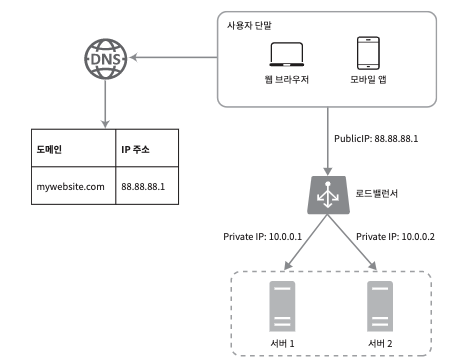 사용자 단말
DNS
웹 브라우저
모바일 앱
도메인
IP 주소
mywebsite.com
88.88.88.1
PublicIP: 88.88.88.1
로드밸런서
Private IP: 10.0.0.1
Private IP: 10.0.0.2
서버 1
서버 2